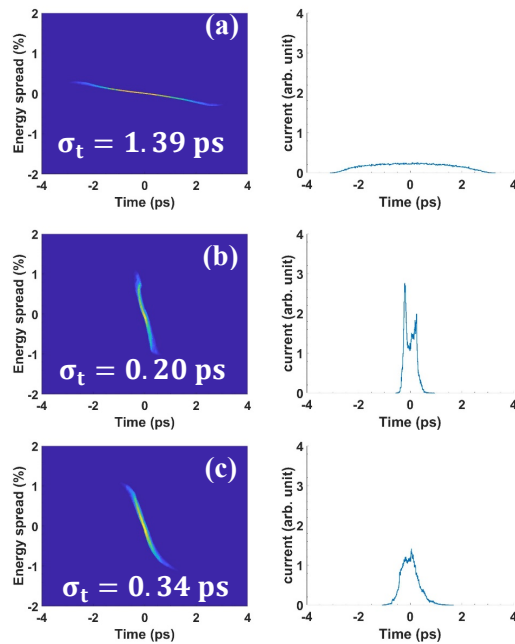 (a)
Energy spread (%)
2
1
0
-1
-2
σt = 1.39 ps
-4 -2 0 2 4
Time (ps)
current (arb. unit)
4
3
2
1
0
-4 -2 0 2 4
Time (ps)
(b)
Energy spread (%)
2
1
0
-1
-2
σt = 0.20 ps
-4 -2 0 2 4
Time (ps)
current (arb. unit)
4
3
2
1
0
-4 -2 0 2 4
Time (ps)
(c)
Energy spread (%)
2
1
0
-1
-2
σt = 0.34 ps
-4 -2 0 2 4
Time (ps)
current (arb. unit)
4
3
2
1
0
-4 -2 0 2 4
Time (ps)